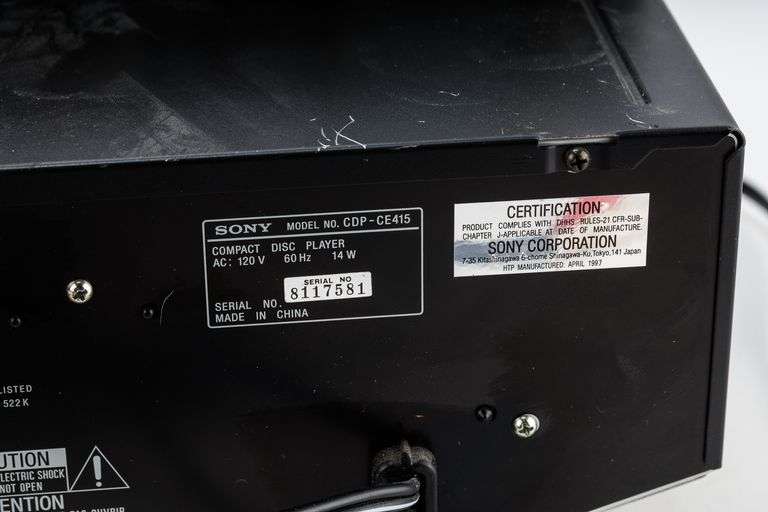 SONY MODEL NO. CDP-CE415
COMPACT DISC PLAYER
AC: 120 V 60 Hz 14 W
SERIAL NO
8117581
SERIAL NO.
MADE IN CHINA
CERTIFICATION
PRODUCT COMPLIES WITH DHHS RULES-21 CFR-SUB-
CHAPTER J-APPLICABLE AT DATE OF MANUFACTURE.
SONY CORPORATION
7-35 Kitashinagawa 6-chome Shinagawa-Ku,Tokyo,141 Japan
HTP MANUFACTURED: APRIL 1997
LISTED
522 K
UTION
ELECTRIC SHOCK
NOT OPEN
ENTION